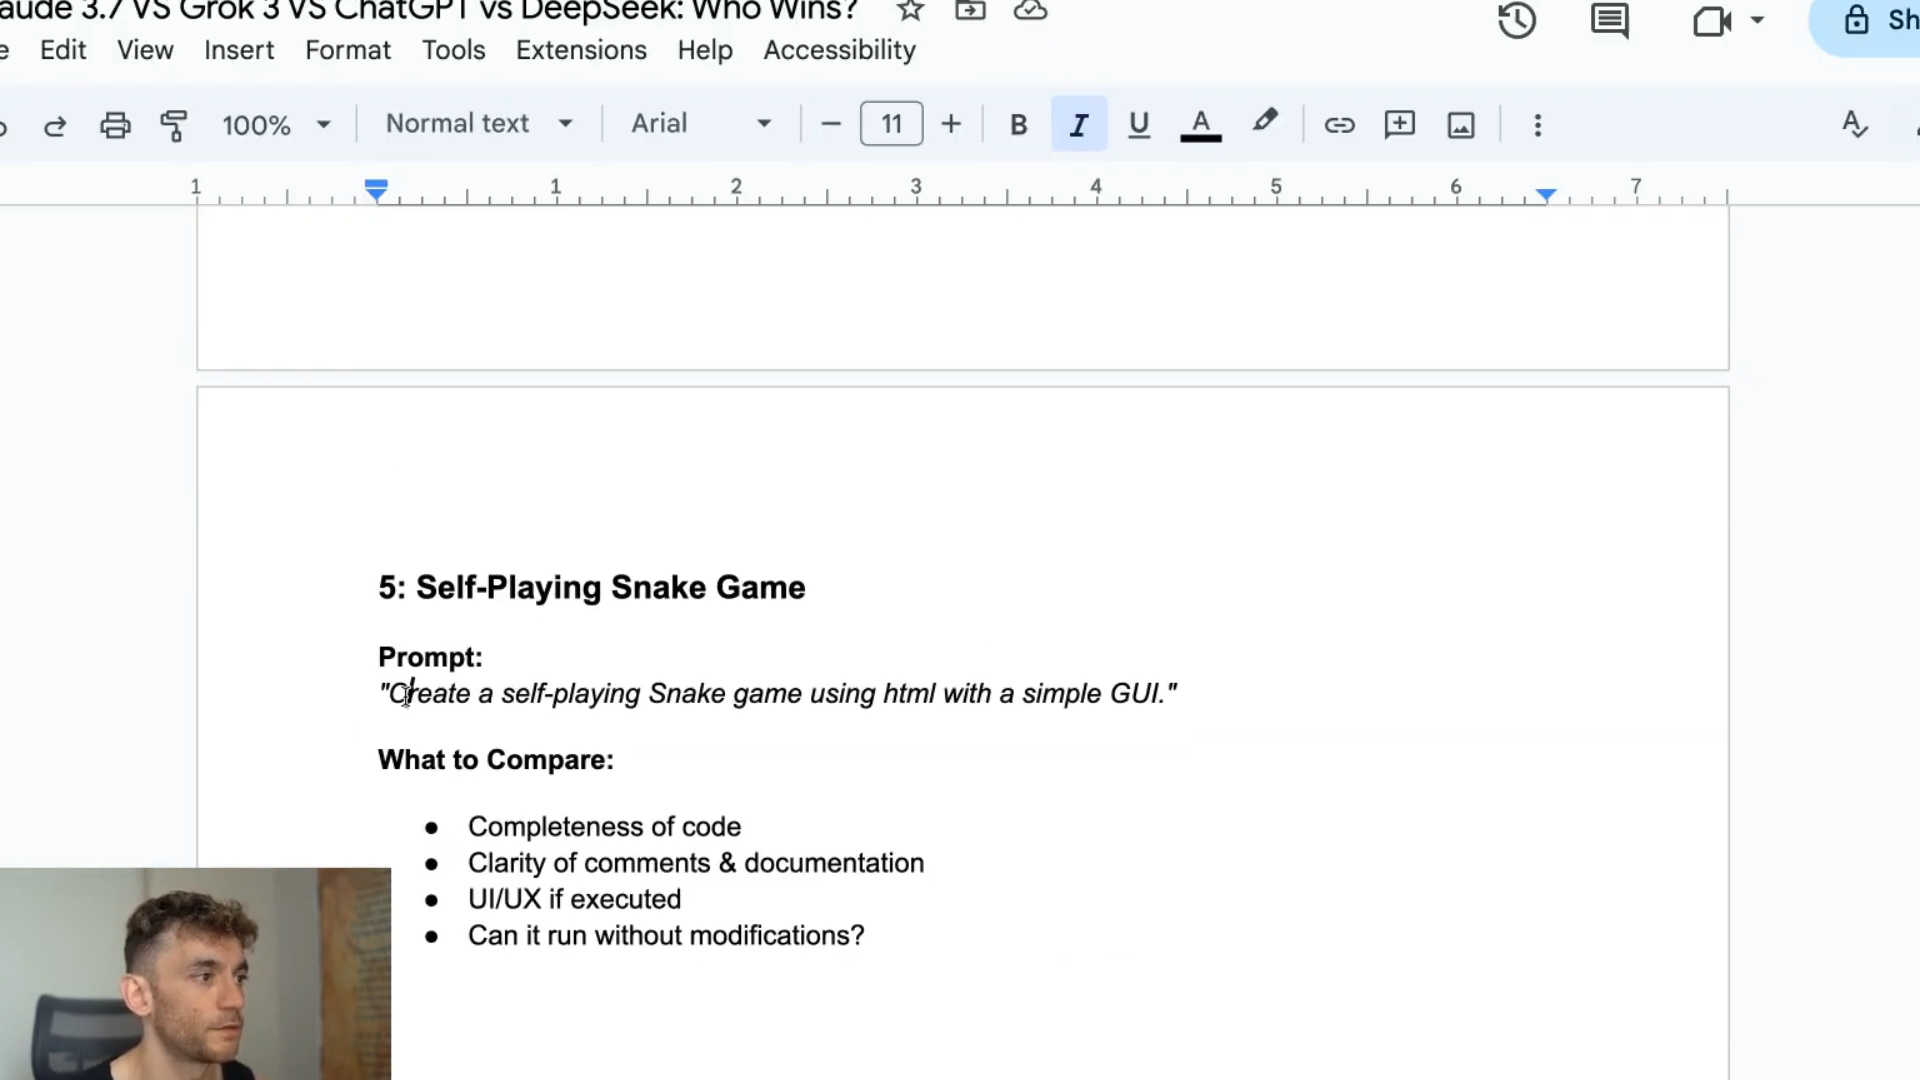 aude 3.7 VS Grok 3 VS ChatGPT vs DeepSeek: Who Wins?
e Edit View Insert Format Tools Extensions Help Accessibility
Sh
100% Normal text Arial 11 B I U A
1 1 2 3 4 5 6 7
5: Self-Playing Snake Game
Prompt:
"Create a self-playing Snake game using html with a simple GUI."
What to Compare:
● Completeness of code
● Clarity of comments & documentation
● UI/UX if executed
● Can it run without modifications?